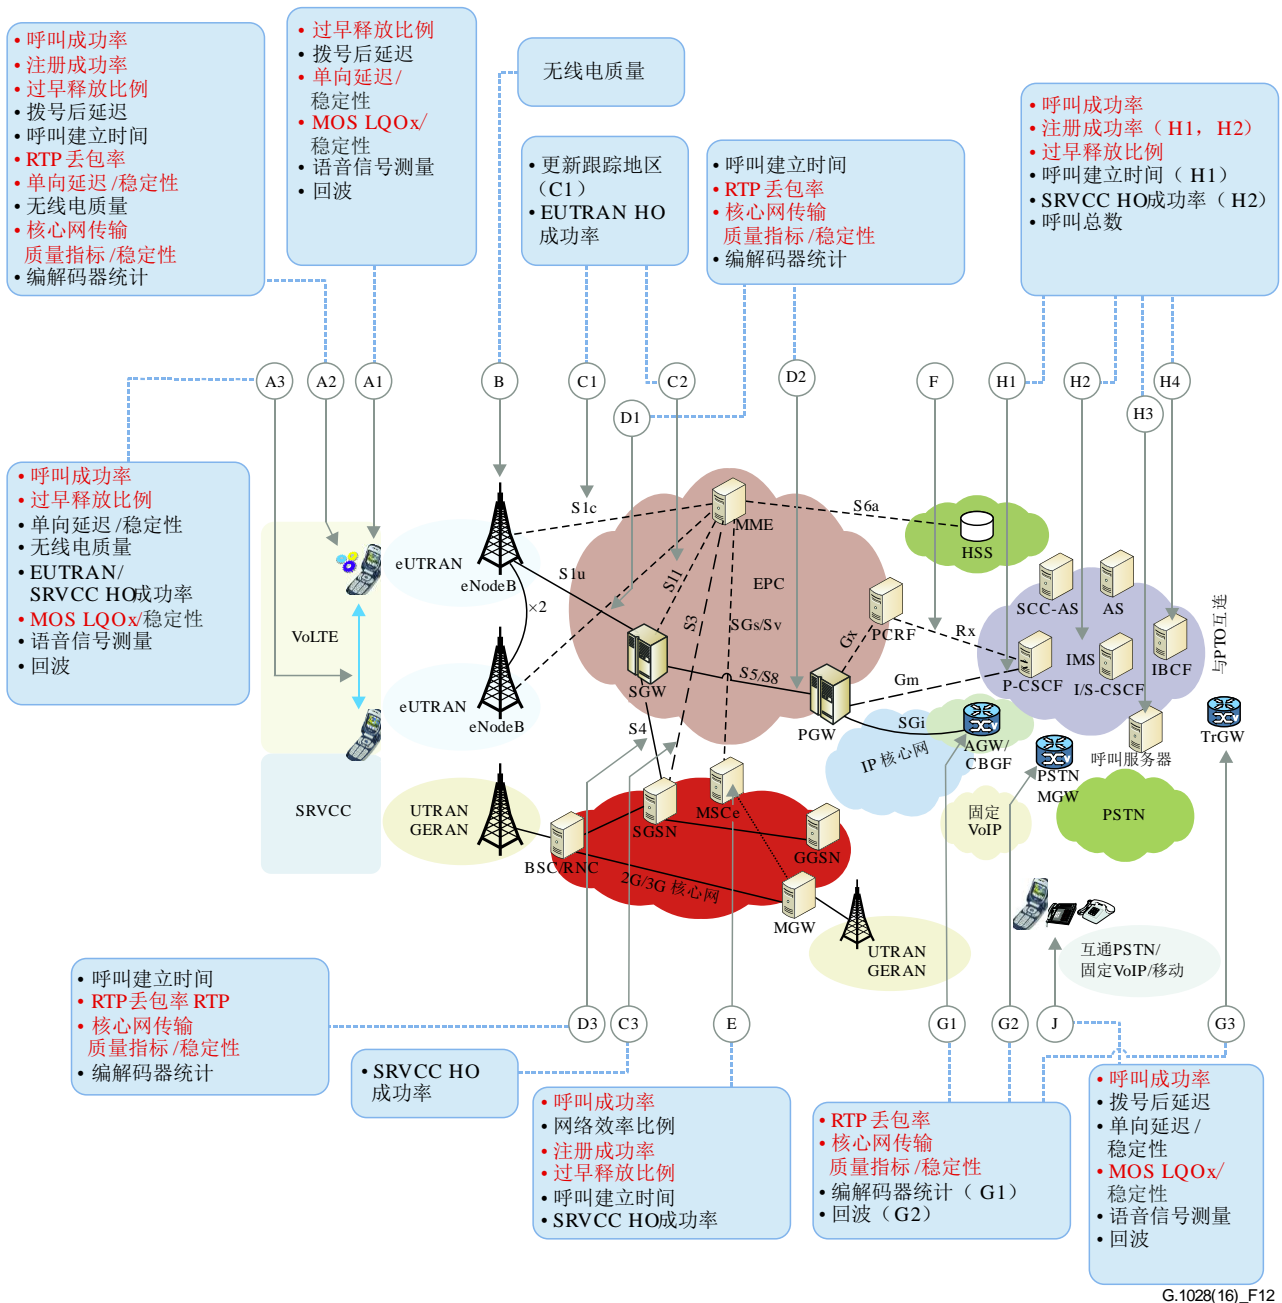 • 呼叫成功率
• 注册成功率
• 过早释放比例
• 拨号后延迟
• 呼叫建立时间
• RTP 丢包率
• 单向延迟 /稳定性
• 无线电质量
• 核心网传输
质量指标 /稳定性
• 编解码器统计
• 过早释放比例
• 拨号后延迟
• 单向延迟 /
稳定性
• MOS LQOx/
稳定性
• 语音信号测量
• 回波
无线电质量
• 更新跟踪地区
（C1）
• EUTRAN HO
成功率
• 呼叫建立时间
• RTP 丢包率
• 核心网传输
质量指标 /稳定性
• 编解码器统计
• 呼叫成功率
• 注册成功率（ H1， H2）
• 过早释放比例
• 呼叫建立时间（ H1）
• SRVCC HO成功率（ H2）
• 呼叫总数
A3
A2
A1
B
C1
C2
D1
D2
F
H1
H2
H3
H4
• 呼叫成功率
• 过早释放比例
• 单向延迟 /稳定性
• 无线电质量
• EUTRAN/
SRVCC HO成功率
• MOS LQOx/稳定性
• 语音信号测量
• 回波
VoLTE
SRVCC
eUTRAN
eNodeB
×2
eUTRAN
eNodeB
UTRAN
GERAN
S1c
S1u
S11
S3
MME
S6a
HSS
EPC
SGs/Sv
PCRF
Gx
Rx
SGW
S5/S8
Gm
PGW
SGi
S4
SCC-AS
AS
IMS
P-CSCF
I/S-CSCF
IBCF
与PTO互连
TrGW
IP 核心网
AGW/
CBGF
PSTN
MGW
呼叫服务器
固定
VoIP
PSTN
BSC/RNC
SGSN
MSCe
GGSN
2G/3G 核心网
MGW
UTRAN
GERAN
互通PSTN/
固定VoIP/移动
D3
C3
E
G1
G2
J
G3
• 呼叫建立时间
• RTP丢包率 RTP
• 核心网传输
质量指标 /稳定性
• 编解码器统计
• SRVCC HO
成功率
• 呼叫成功率
• 网络效率比例
• 注册成功率
• 过早释放比例
• 呼叫建立时间
• SRVCC HO成功率
• RTP 丢包率
• 核心网传输
质量指标 /稳定性
• 编解码器统计（ G1）
• 回波（ G2）
• 呼叫成功率
• 拨号后延迟
• 单向延迟 /
稳定性
• MOS LQOx/
稳定性
• 语音信号测量
• 回波
G.1028(16)_F12